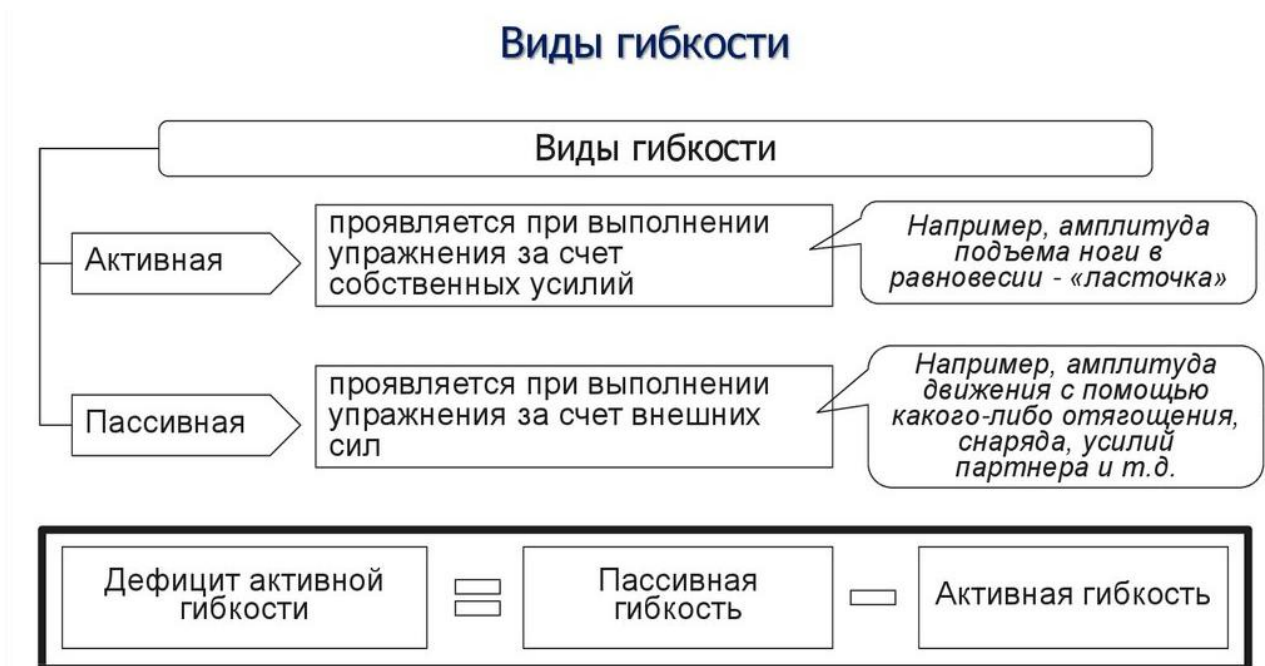 Виды гибкости
Виды гибкости
Активная
проявляется при выполнении
упражнения за счет
собственных усилий
Например, амплитуда
подъема ноги в
равновесии - «ласточка»
Пассивная
проявляется при выполнении
упражнения за счет внешних
сил
Например, амплитуда
движения с помощью
какого-либо отягощения,
снаряда, усилий
партнера и т.д.
Дефицит активной
гибкости
=
Пассивная
гибкость
−
Активная гибкость